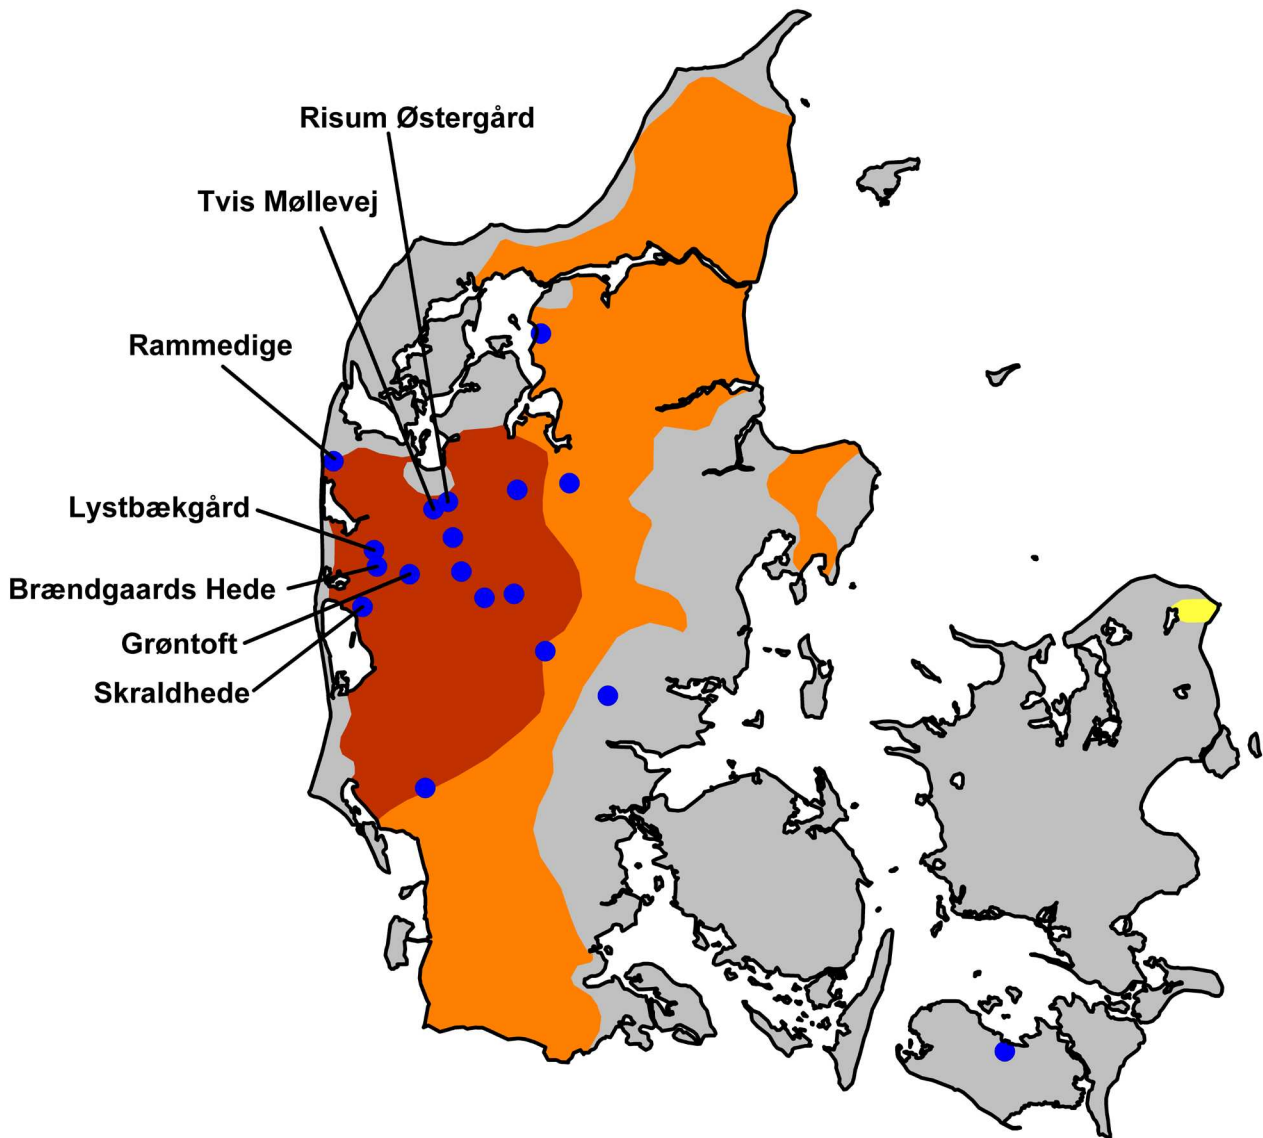 Risum Østergård
Tvis Møllevej
Rammedige
Lystbækgård
Brændgaards Hede
Grøntoft
Skraldhede